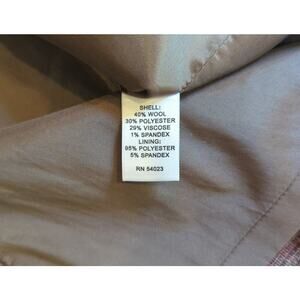 SHELL:
40% WOOL
30% POLYESTER
29% VISCOSE
1% SPANDEX
LINING:
95% POLYESTER
5% SPANDEX
RN 54023